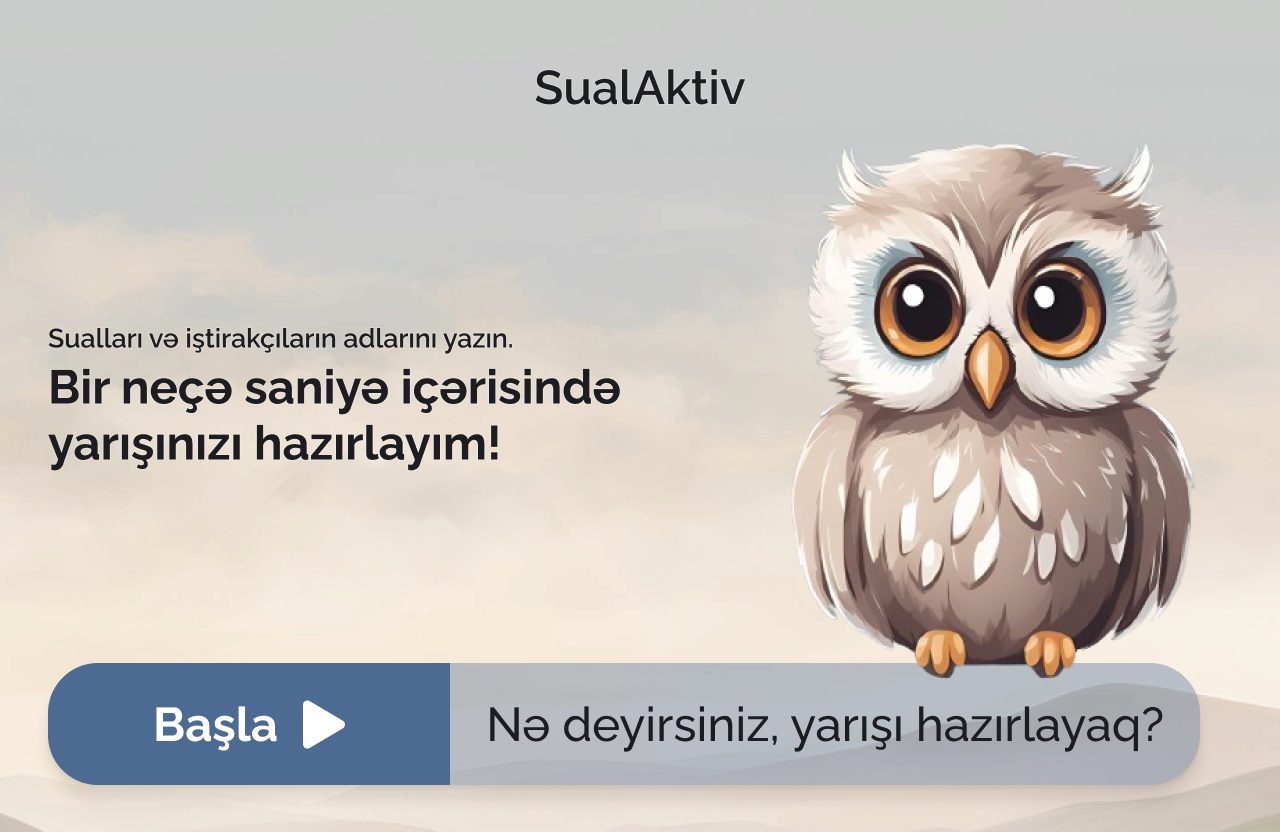 SualAktiv
Sualları və iştirakçıların adlarını yazın.
Bir neçə saniyə içərisində
yarışınızı hazırlayım!
Başla
Nə deyirsiniz, yarışı hazırlayaq?